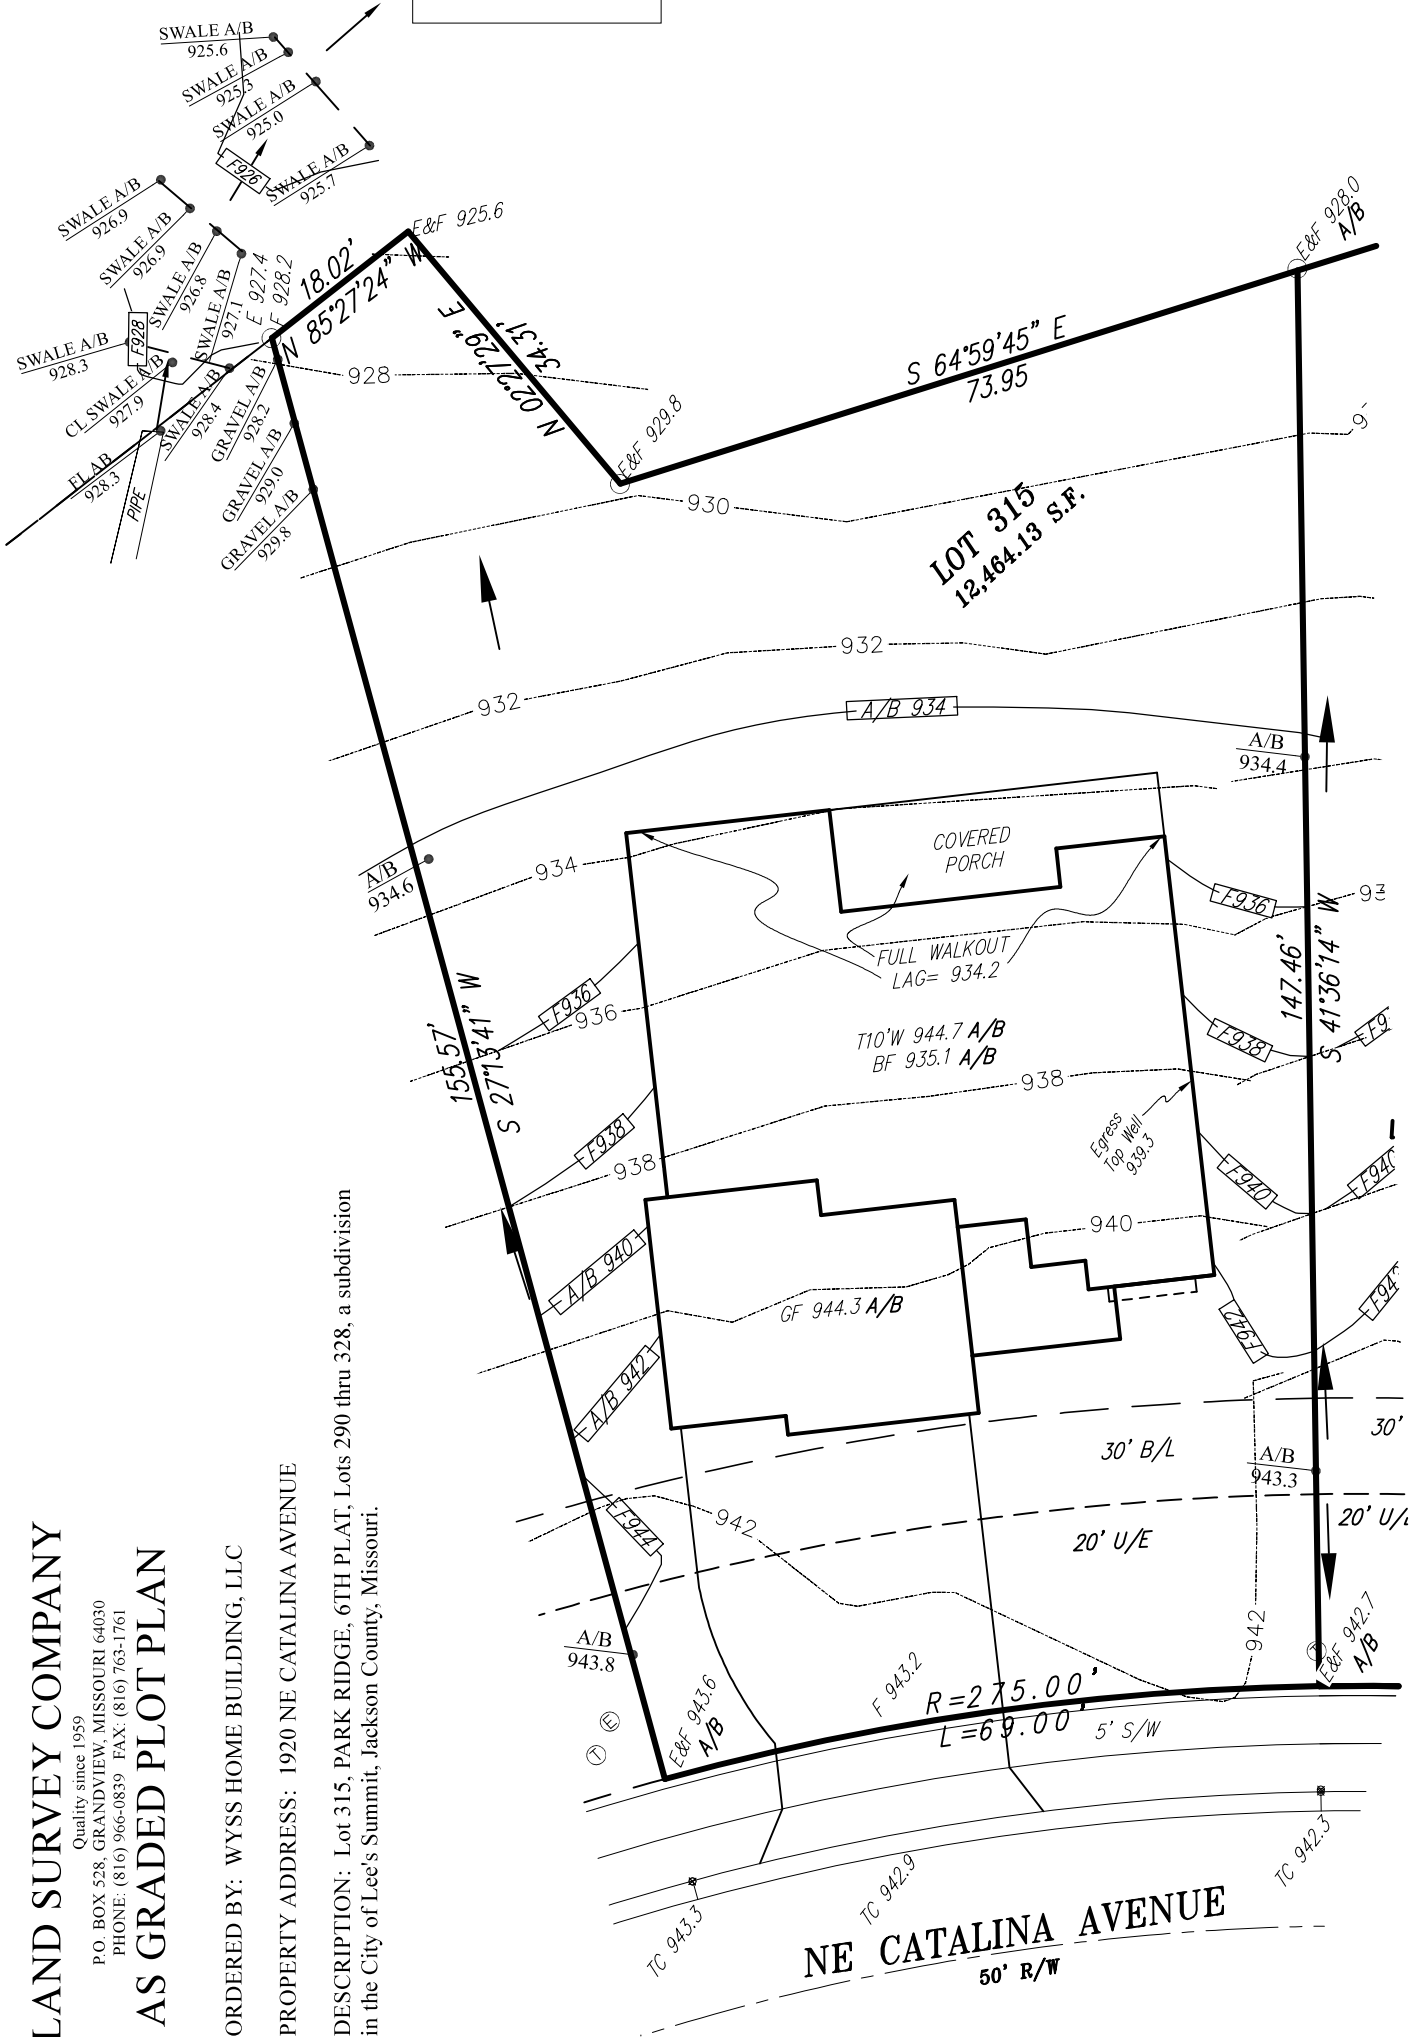 LAND SURVEY COMPANY
Quality since 1959
P.O. BOX 528, GRANDVIEW, MISSOURI 64030
PHONE: (816) 966-0839 FAX: (816) 763-1761
AS GRADED PLOT PLAN
ORDERED BY: WYSS HOME BUILDING, LLC
PROPERTY ADDRESS: 1920 NE CATALINA AVENUE
DESCRIPTION: Lot 315, PARK RIDGE, 6TH PLAT, Lots 290 thru 328, a subdivision
in the City of Lee's Summit, Jackson County, Missouri.
SWALE A/B
925.6
SWALE A/B
925.3
SWALE A/B
925.0
F926
SWALE A/B
925.7
SWALE A/B
926.9
SWALE A/B
926.9
SWALE A/B
926.8
SWALE A/B
927.1
E 927.4
F 928.2
E&F 925.6
E&F 928.0
A/B
18.02'
N 85°27'24" W
N 02°27'29" E
34.31'
S 64°59'45" E
73.95
F928
SWALE A/B
928.3
CL SWALE A/B
927.9
SWALE A/B
928.4
GRAVEL A/B
928.2
GRAVEL A/B
929.0
GRAVEL A/B
929.8
FL AB
928.3
PIPE
928
E&F 929.8
930
LOT 315
12,464.13 S.F.
932
932
A/B 934
A/B
934.4
A/B
934.6
934
COVERED
PORCH
FULL WALKOUT
LAG= 934.2
F936
F936
936
T10'W 944.7 A/B
BF 935.1 A/B
155.57'
S 27°13'41" W
147.46'
S 41°36'14" W
F938
F938
938
938
Egress
Top Well
939.3
F940
F940
940
A/B 940
GF 944.3 A/B
A/B 942
F942
30' B/L
30'
A/B
943.3
20' U/E
F944
942
942
A/B
943.8
T
E
T
E&F 943.6
A/B
F 943.2
E&F 942.7
A/B
R=275.00'
L=69.00'
5' S/W
TC 943.3
TC 942.9
TC 942.3
NE CATALINA AVENUE
50' R/W